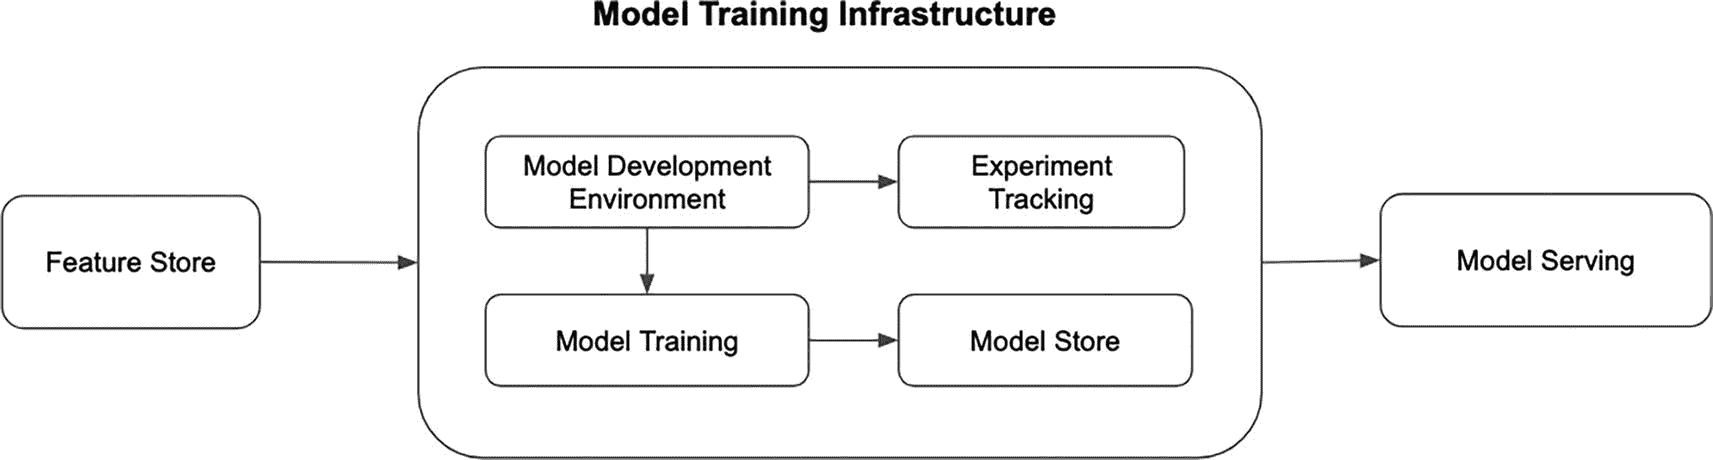 Model Training Infrastructure
Feature Store
Model Development
Environment
Experiment
Tracking
Model Training
Model Store
Model Serving